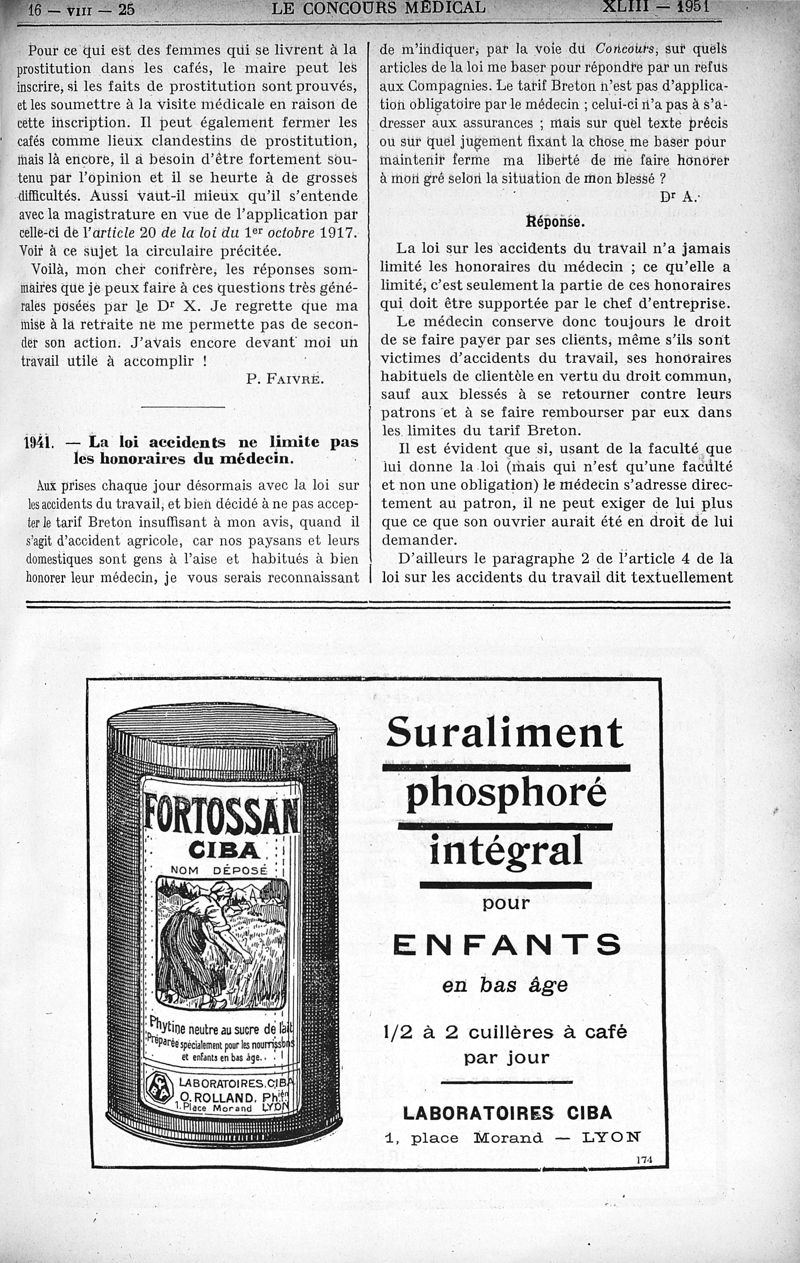 16 — VIII — 25
LE CONCOURS MÉDICAL
XLIII — 1951
Pour ce qui est des femmes qui se livrent à la
prostitution dans les cafés, le maire peut les
inscrire, si les faits de prostitution sont prouvés,
et les soumettre à la visite médicale en raison de
cette inscription. Il peut également fermer les
cafés comme lieux clandestins de prostitution,
mais là encore, il a besoin d'être fortement sou-
tenu par l'opinion et il se heurte à de grosses
difficultés. Aussi vaut-il mieux qu'il s'entende
avec la magistrature en vue de l'application par
celle-ci de l'article 20 de la loi du 1er octobre 1917.
Voir à ce sujet la circulaire précitée.
Voilà, mon cher confrère, les réponses som-
maires que je peux faire à ces questions très géné-
rales posées par le Dr X. Je regrette que ma
mise à la retraite ne me permette pas de secon-
der son action. J'avais encore devant moi un
travail utile à accomplir !
P. FAIVRE.
1941. — La loi accidents ne limite pas
les honoraires du médecin.
Aux prises chaque jour désormais avec la loi sur
les accidents du travail, et bien décidé à ne pas accep-
ter le tarif Breton insuffisant à mon avis, quand il
s'agit d'accident agricole, car nos paysans et leurs
domestiques sont gens à l'aise et habitués à bien
honorer leur médecin, je vous serais reconnaissant
de m'indiquer, par la voie du Concours, sur quels
articles de la loi me baser pour répondre par un refus
aux Compagnies. Le tarif Breton n'est pas d'applica-
tion obligatoire par le médecin ; celui-ci n'a pas à s'a-
dresser aux assurances ; mais sur quel texte précis
ou sur quel jugement fixant la chose me baser pour
maintenir ferme ma liberté de me faire honorer
à mon gré selon la situation de mon blessé ?
Dr A.
Réponse.
La loi sur les accidents du travail n'a jamais
limité les honoraires du médecin ; ce qu'elle a
limité, c'est seulement la partie de ces honoraires
qui doit être supportée par le chef d'entreprise.
Le médecin conserve donc toujours le droit
de se faire payer par ses clients, même s'ils sont
victimes d'accidents du travail, ses honoraires
habituels de clientèle en vertu du droit commun,
sauf aux blessés à se retourner contre leurs
patrons et à se faire rembourser par eux dans
les limites du tarif Breton.
Il est évident que si, usant de la faculté que
lui donne la loi (mais qui n'est qu'une faculté
et non une obligation) le médecin s'adresse direc-
tement au patron, il ne peut exiger de lui plus
que ce que son ouvrier aurait été en droit de lui
demander.
D'ailleurs le paragraphe 2 de l'article 4 de la
loi sur les accidents du travail dit textuellement
FORTOSSAN
CIBA
NOM DÉPOSÉ
Phytine neutre au sucre de lait
Préparée spécialement pour les nourrissons
et enfants en bas âge.
CIBA
LABORATOIRES CIBA
O. ROLLAND, Phien
1, Place Morand LYON
Suraliment
phosphoré
intégral
pour
ENFANTS
en bas âge
1/2 à 2 cuillères à café
par jour
LABORATOIRES CIBA
1, place Morand — LYON
174